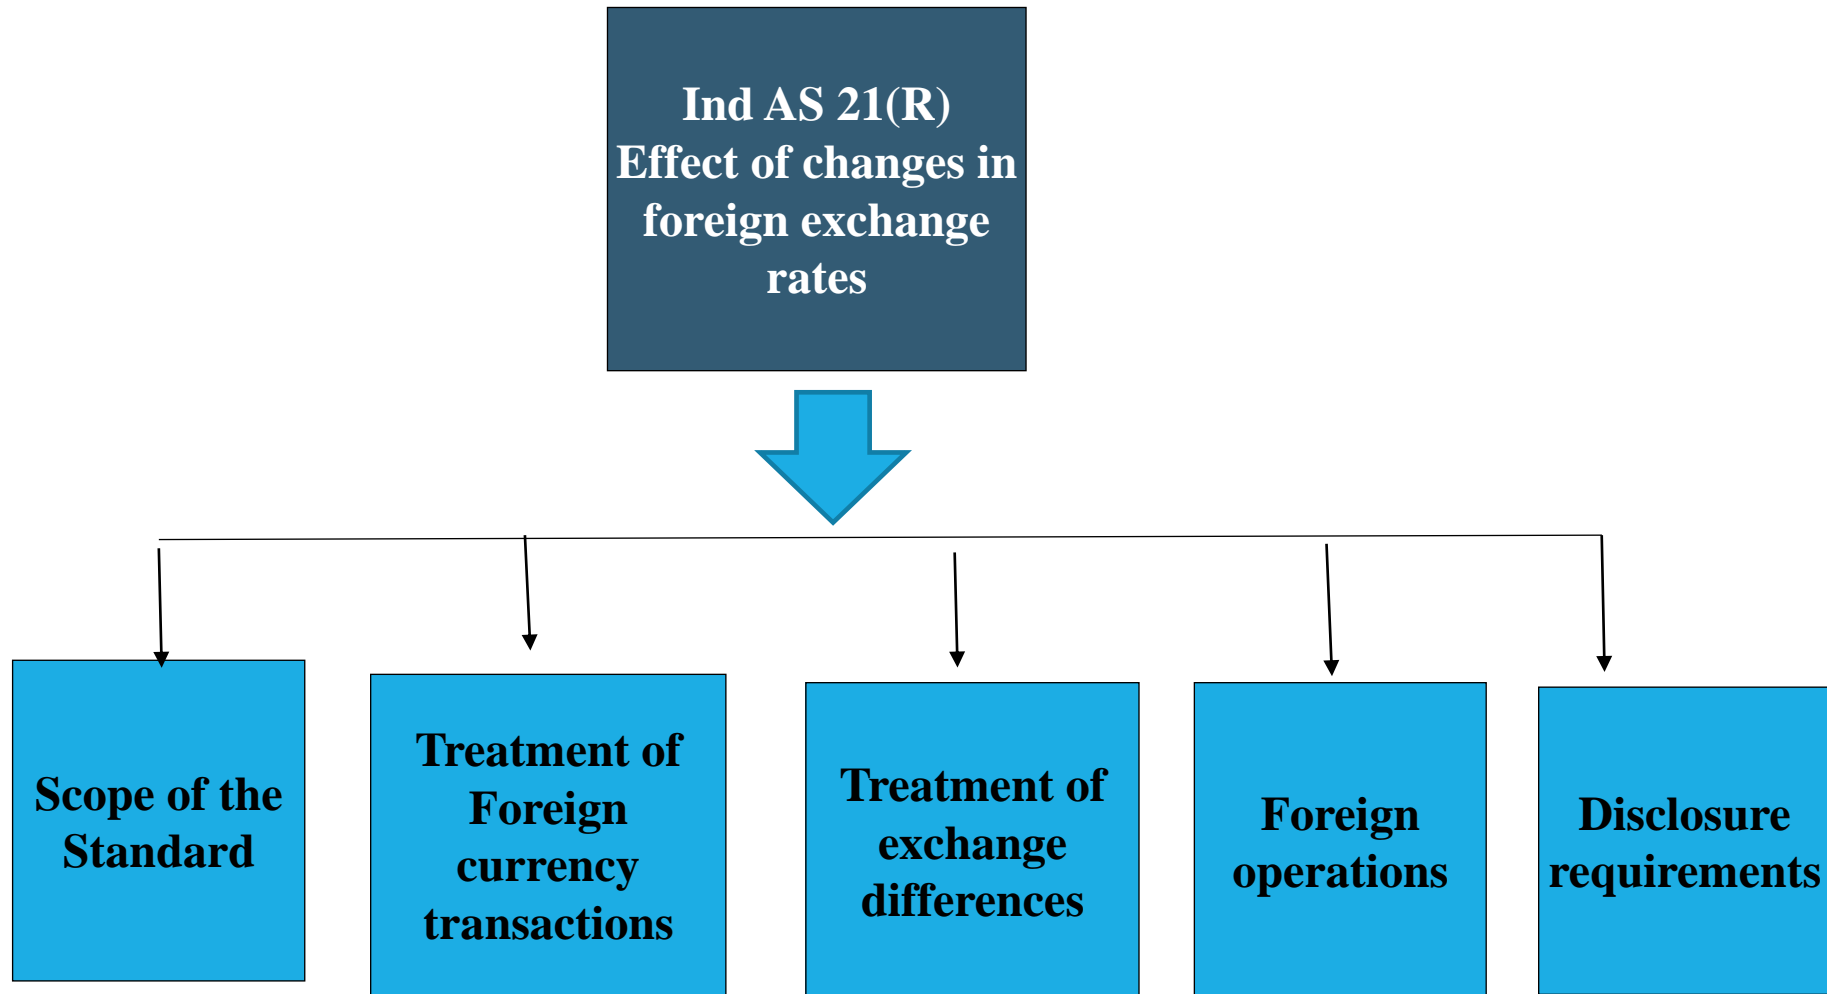 Ind AS 21(R)
Effect of changes in
foreign exchange
rates
Scope of the
Standard
Treatment of
Foreign
currency
transactions
Treatment of
exchange
differences
Foreign
operations
Disclosure
requirements